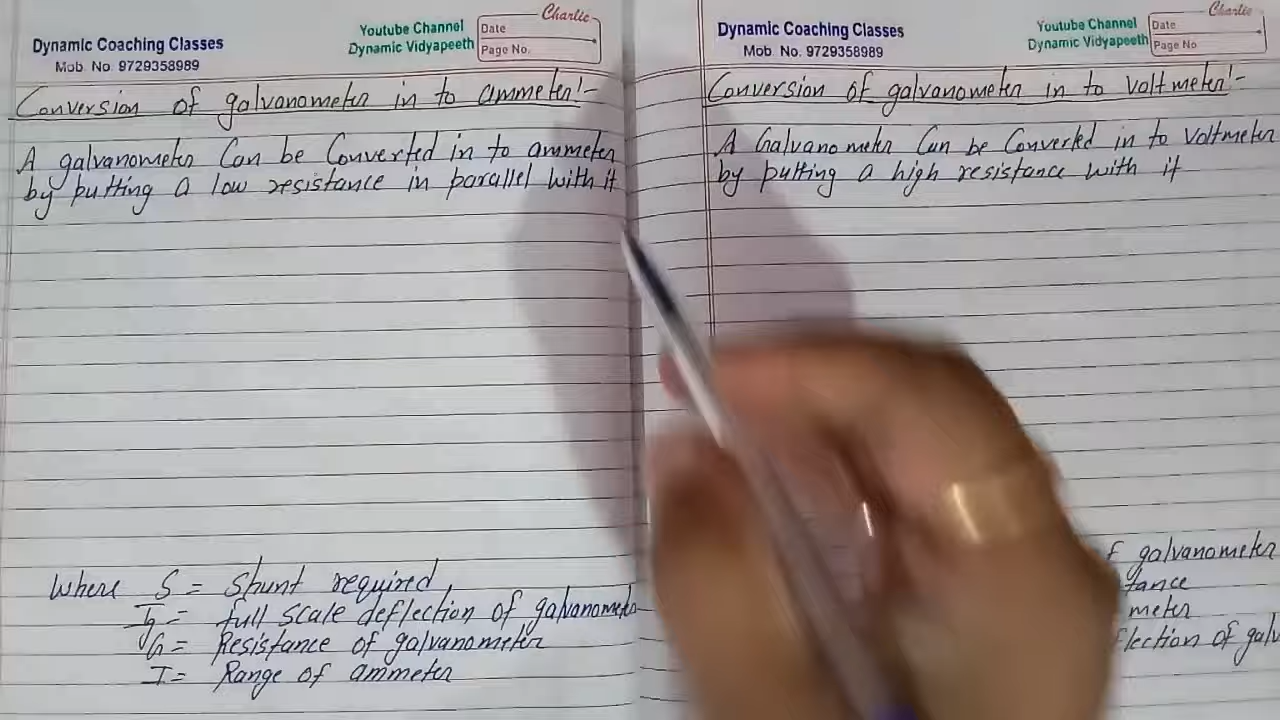 Dynamic Coaching Classes
Mob. No. 9729358989
Youtube Channel
Dynamic Vidyapeeth
Charlie
Date
Page No.
Conversion of galvanometer in to ammeter:-
A galvanometer Can be Converted in to ammeter
by putting a low resistance in parallel with it
Where S = Shunt required
Ig = full scale deflection of galvanometer
G = Resistance of galvanometer
I = Range of ammeter
Dynamic Coaching Classes
Mob. No. 9729358989
Youtube Channel
Dynamic Vidyapeeth
Charlie
Date
Page No
Conversion of galvanometer in to voltmeter:-
A Galvanometer Can be Converted in to Voltmeter
by putting a high resistance with it
f galvanometer
tance
meter
flection of galv